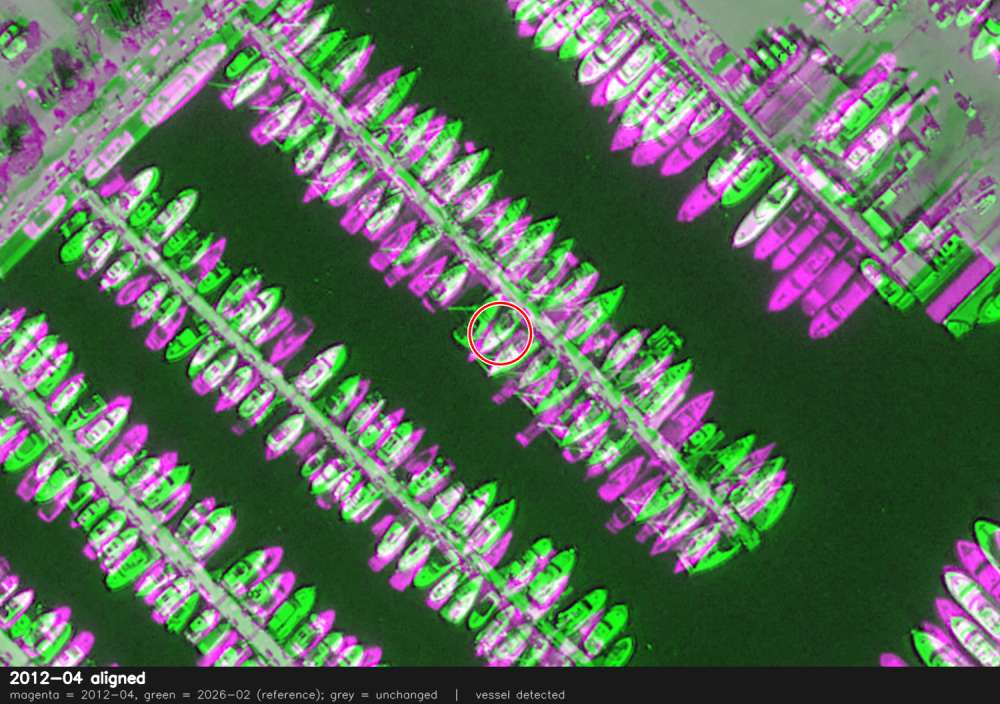 2012-04 aligned
magenta = 2012-04, green = 2026-02 (reference); grey = unchanged | vessel detected